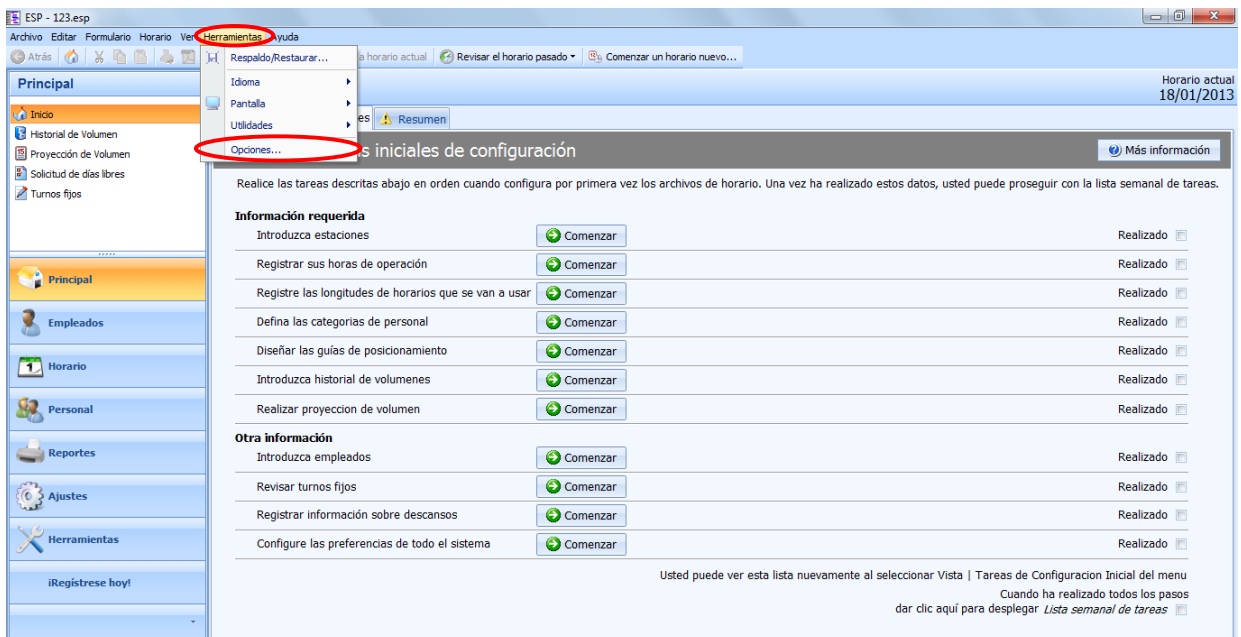 ESP - 123.esp
Archivo Editar Formulario Horario Ver Herramientas Ayuda
Atrás horario actual Revisar el horario pasado Comenzar un horario nuevo...
Respaldo/Restaurar...
Idioma
Pantalla
Utilidades
Opciones...
Principal
Horario actual
18/01/2013
Inicio
Historial de Volumen
Proyección de Volumen
Solicitud de días libres
Turnos fijos
es Resumen
s iniciales de configuración
Más información
Realice las tareas descritas abajo en orden cuando configura por primera vez los archivos de horario. Una vez ha realizado estos datos, usted puede proseguir con la lista semanal de tareas.
Información requerida
Introduzca estaciones Comenzar Realizado
Registrar sus horas de operación Comenzar Realizado
Registre las longitudes de horarios que se van a usar Comenzar Realizado
Defina las categorias de personal Comenzar Realizado
Diseñar las guías de posicionamiento Comenzar Realizado
Introduzca historial de volumenes Comenzar Realizado
Realizar proyeccion de volumen Comenzar Realizado
Otra información
Introduzca empleados Comenzar Realizado
Revisar turnos fijos Comenzar Realizado
Registrar información sobre descansos Comenzar Realizado
Configure las preferencias de todo el sistema Comenzar Realizado
Usted puede ver esta lista nuevamente al seleccionar Vista | Tareas de Configuracion Inicial del menu
Cuando ha realizado todos los pasos
dar clic aquí para desplegar Lista semanal de tareas
Principal
Empleados
Horario
Personal
Reportes
Ajustes
Herramientas
¡Regístrese hoy!